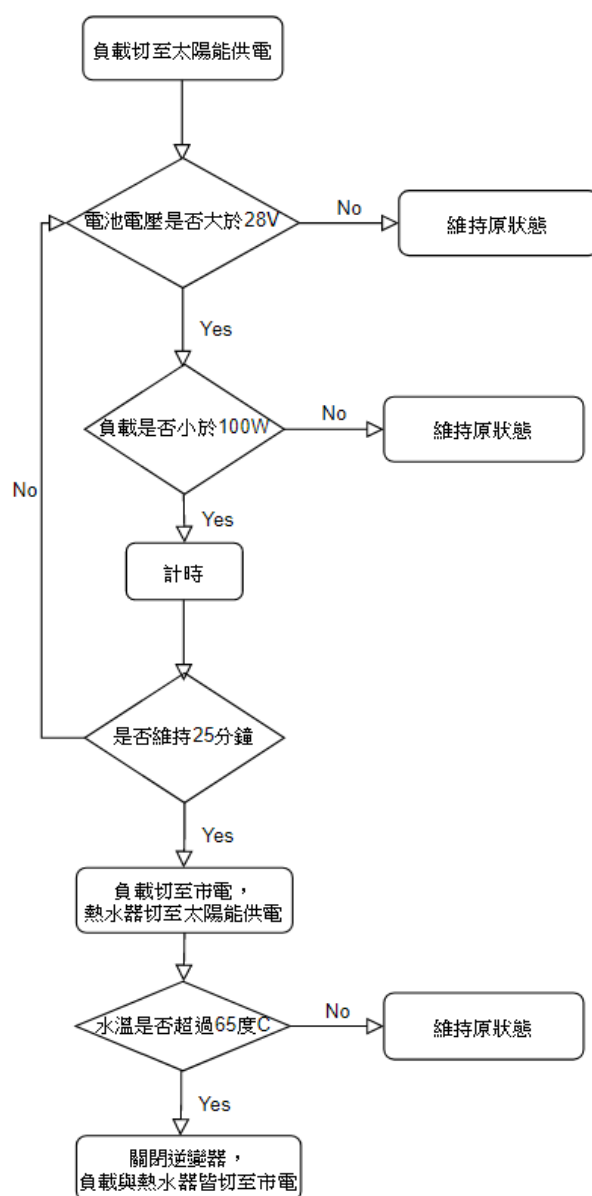 負載切至太陽能供電
電池電壓是否大於28V
No
維持原狀態
Yes
負載是否小於100W
No
維持原狀態
No
Yes
計時
是否維持25分鐘
Yes
負載切至市電，
熱水器切至太陽能供電
水溫是否超過65度C
No
維持原狀態
Yes
關閉逆變器，
負載與熱水器皆切至市電